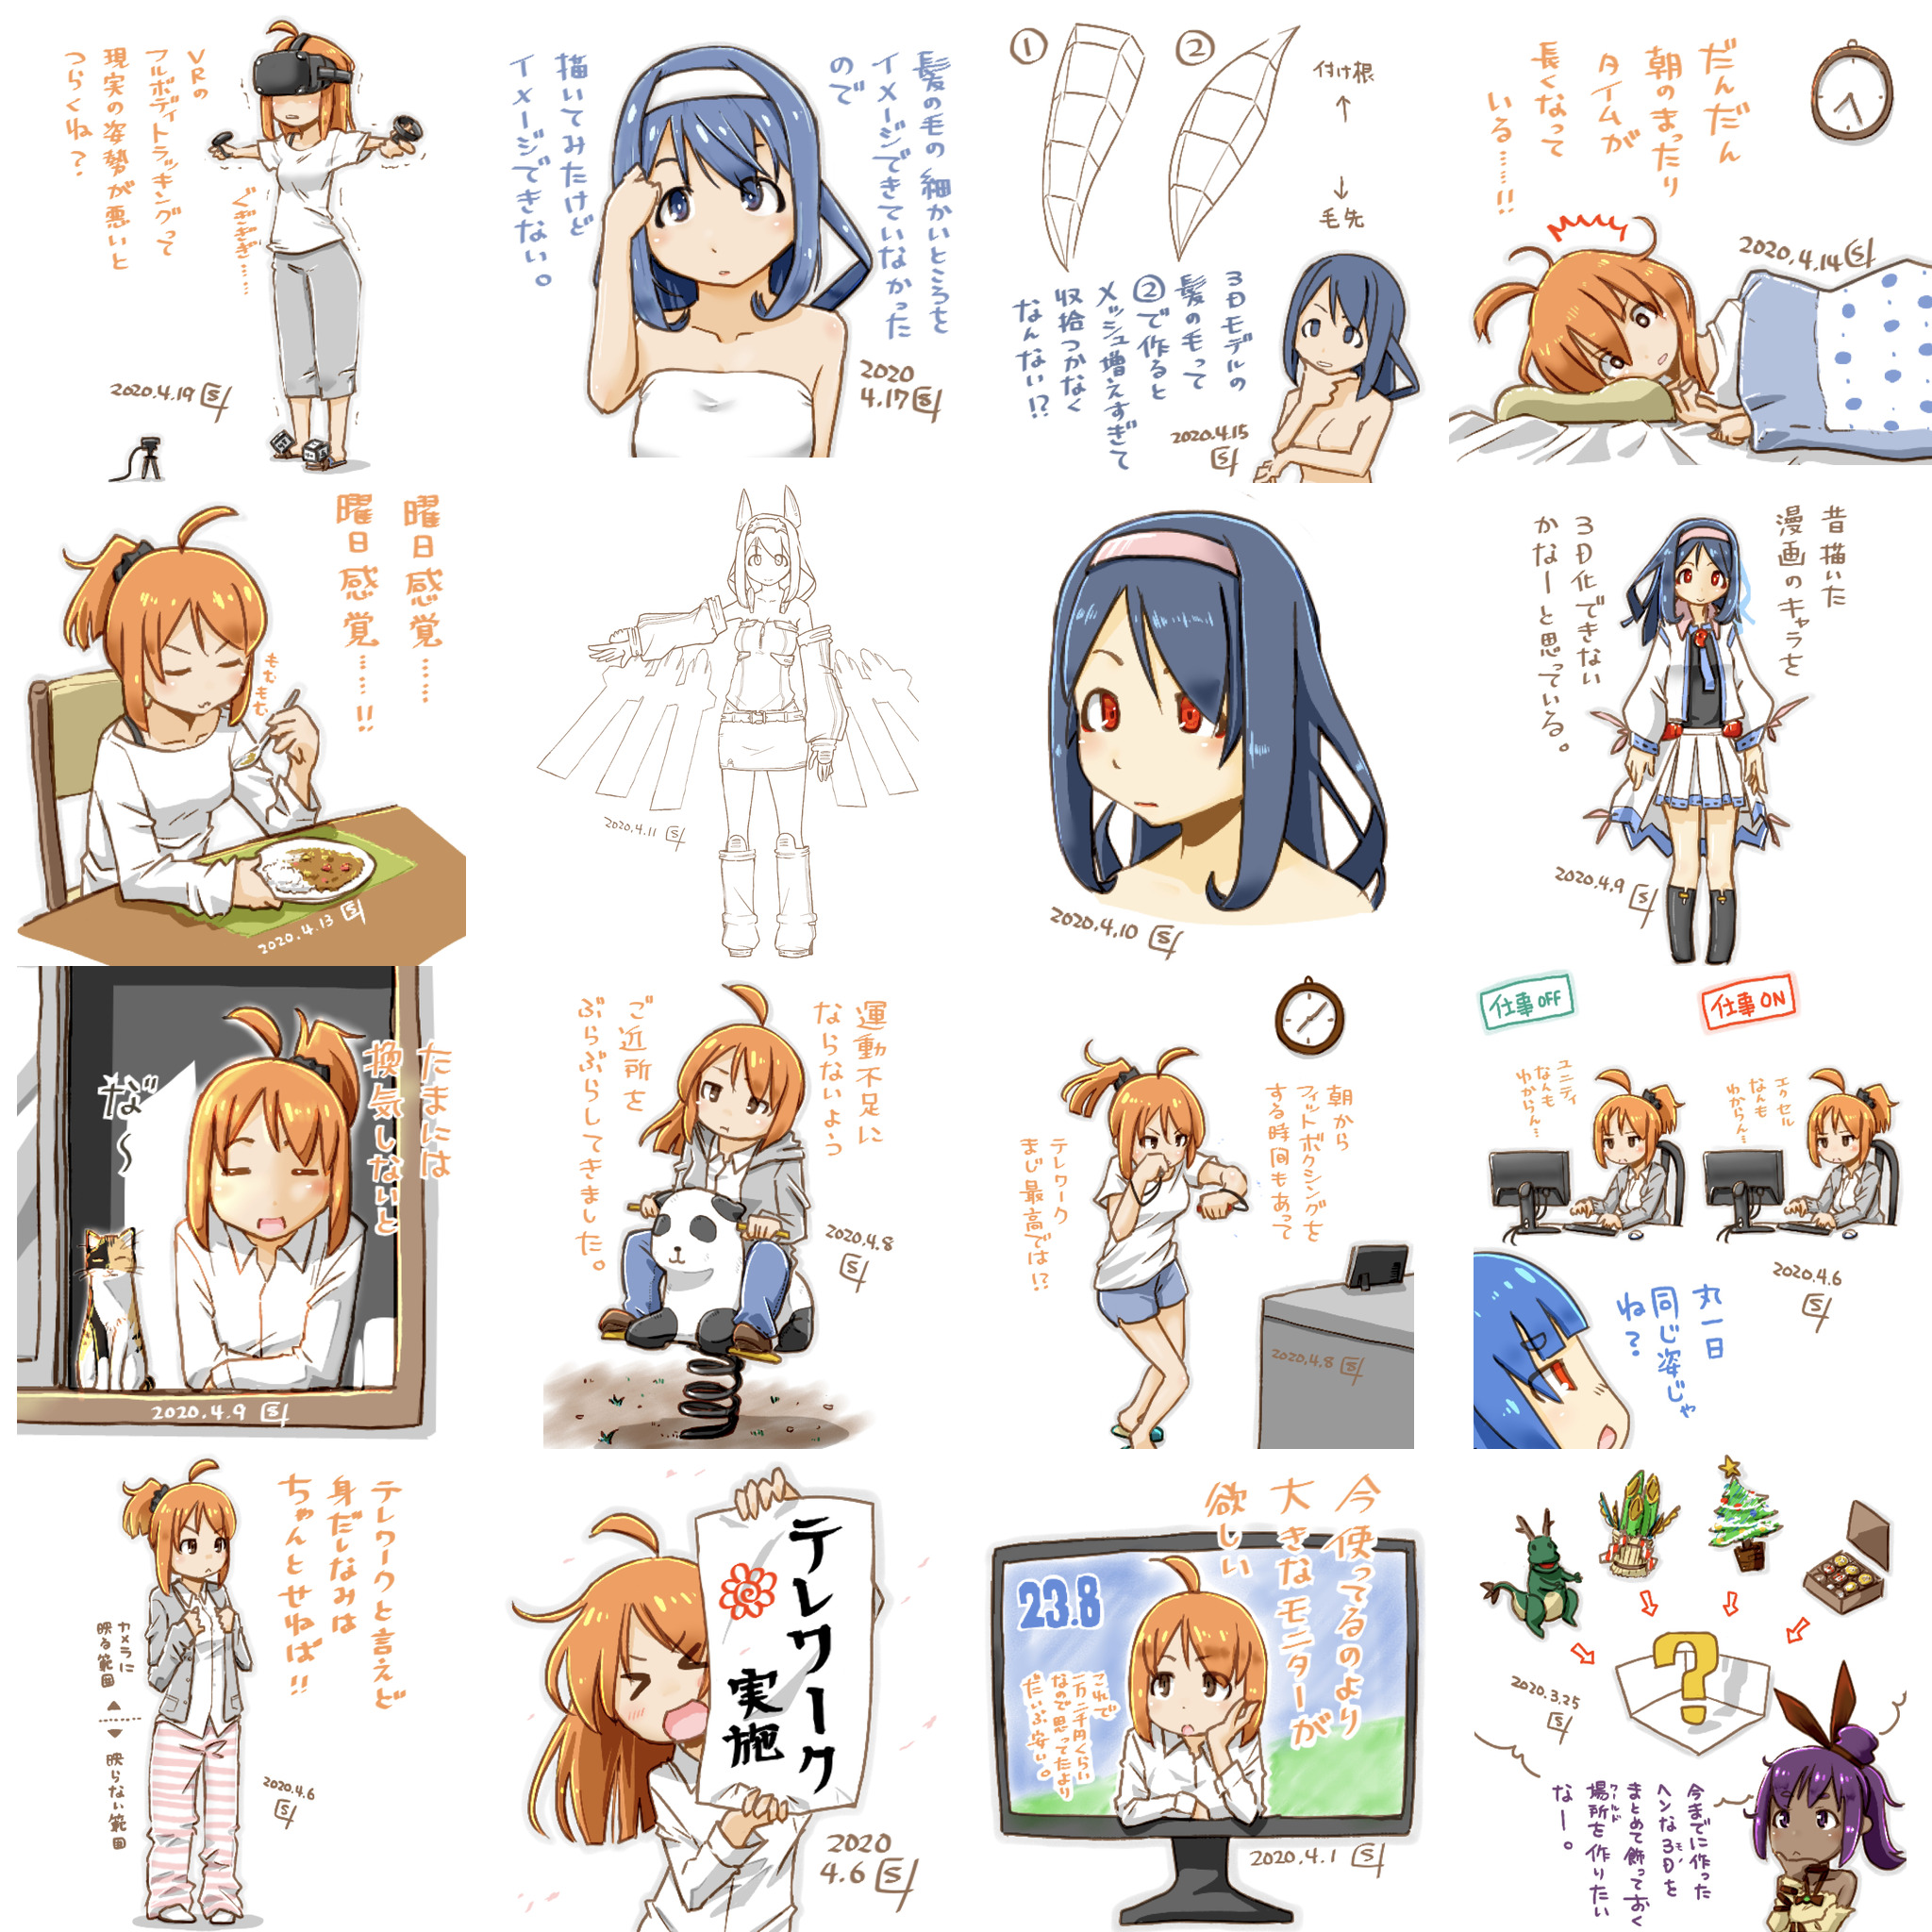 VRの
フルボディトラッキングって
現実の姿勢が悪いと
つらくね？
ぐぎぎぎ……
2020.4.19
髪の毛の細かいところを
イメージできていなかった
ので
描いてみたけど
イメージできない。
2020
4.17
①
②
付け根
毛先
3Dモデルの
髪の毛って
②で作ると
メッシュ増えすぎて
収拾つかなく
なんない!?
2020.4.15
だんだん
朝のまったり
タイムが
長くなって
いる……!!
2020.4.14
曜日感覚……
曜日感覚……!!
もむもむ
2020.4.13
2020.4.11
2020.4.10
昔描いた
漫画のキャラを
3D化できない
かなーと思っている。
2020.4.9
たまには
換気しないと
な〜
2020.4.9
運動不足に
ならないよう
ご近所を
ぶらぶらしてきました。
2020.4.8
朝から
フィットボクシングを
する時間もあって
テレワーク
まじ最高では!?
2020.4.8
仕事OFF
仕事ON
ユニティ
なんも
わからん…
エクセル
なんも
わからん…
2020.4.6
丸一日
同じ姿じゃ
ね？
テレワークと言えど
身だしなみは
ちゃんとせねば!!
カメラに
映る範囲
映らない範囲
2020.4.6
テレワーク
実施
2020
4.6
今使ってるのより
大きなモニターが
欲しい
23.8
これで
一万二千円くらい
なので思ってたより
だいぶ安い。
2020.4.1
2020.3.25
今までに作った
ヘンな3Dモノを
まとめて飾っておく
場所を作りたい
ワールド
なー。